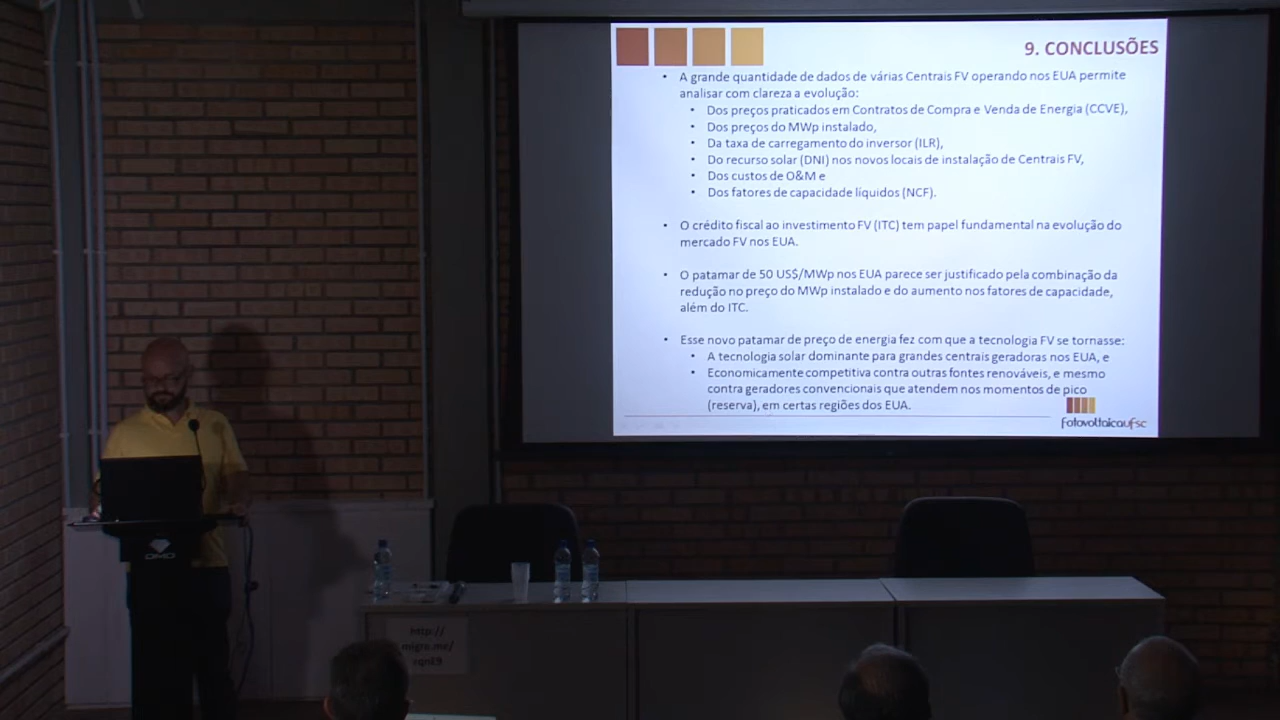 9. CONCLUSÕES
• A grande quantidade de dados de várias Centrais FV operando nos EUA permite
analisar com clareza a evolução:
• Dos preços praticados em Contratos de Compra e Venda de Energia (CCVE),
• Dos preços do MWp instalado,
• Da taxa de carregamento do inversor (ILR),
• Do recurso solar (DNI) nos novos locais de instalação de Centrais FV,
• Dos custos de O&M e
• Dos fatores de capacidade líquidos (NCF).
• O crédito fiscal ao investimento FV (ITC) tem papel fundamental na evolução do
mercado FV nos EUA.
• O patamar de 50 US$/MWp nos EUA parece ser justificado pela combinação da
redução no preço do MWp instalado e do aumento nos fatores de capacidade,
além do ITC.
• Esse novo patamar de preço de energia fez com que a tecnologia FV se tornasse:
• A tecnologia solar dominante para grandes centrais geradoras nos EUA, e
• Economicamente competitiva contra outras fontes renováveis, e mesmo
contra geradores convencionais que atendem nos momentos de pico
(reserva), em certas regiões dos EUA.
fotovoltaicaufsc
http://
migre.me/